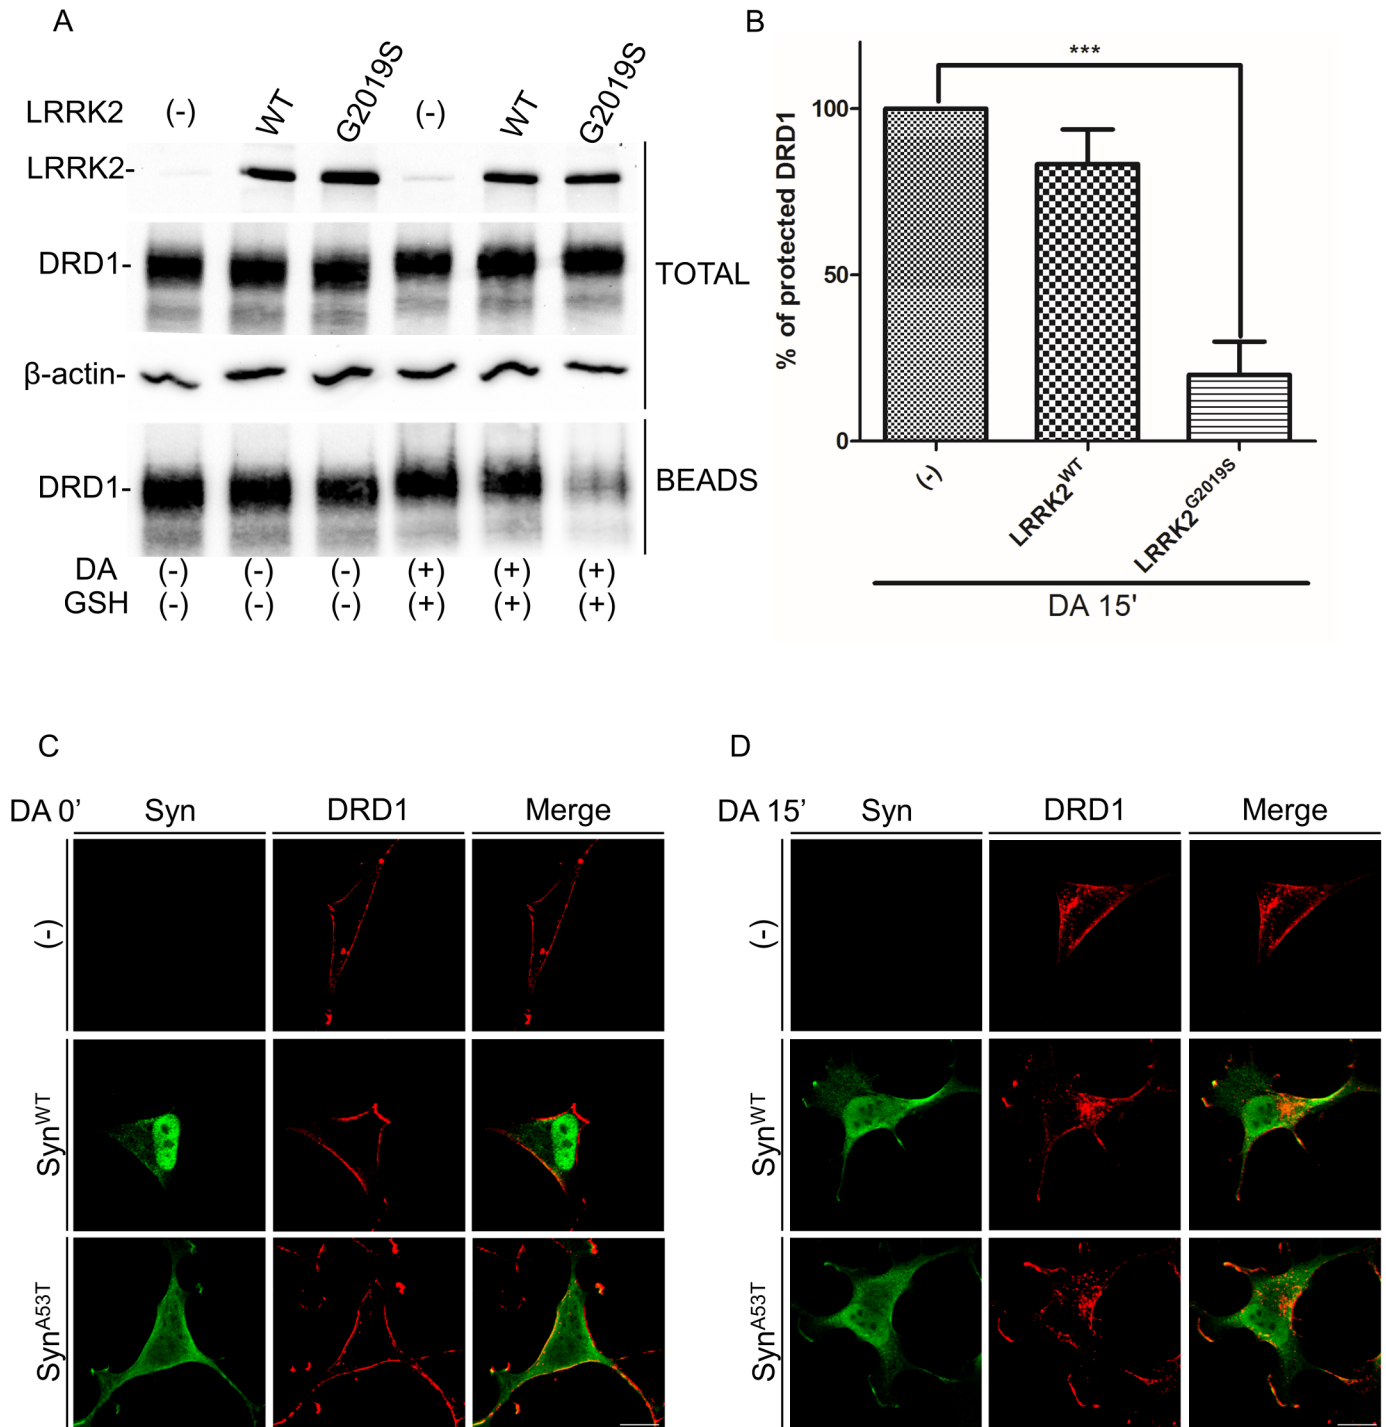 A
LRRK2 (-) WT G2019S (-) WT G2019S
LRRK2-
DRD1-
TOTAL
β-actin-
DRD1-
BEADS
DA (-) (-) (-) (+) (+) (+)
GSH (-) (-) (-) (+) (+) (+)
B
***
% of protected DRD1
100
50
0
(-) LRRK2WT LRRK2G2019S
DA 15'
C
DA 0’ Syn DRD1 Merge
(-)
SynWT
SynA53T
D
DA 15’ Syn DRD1 Merge
(-)
SynWT
SynA53T